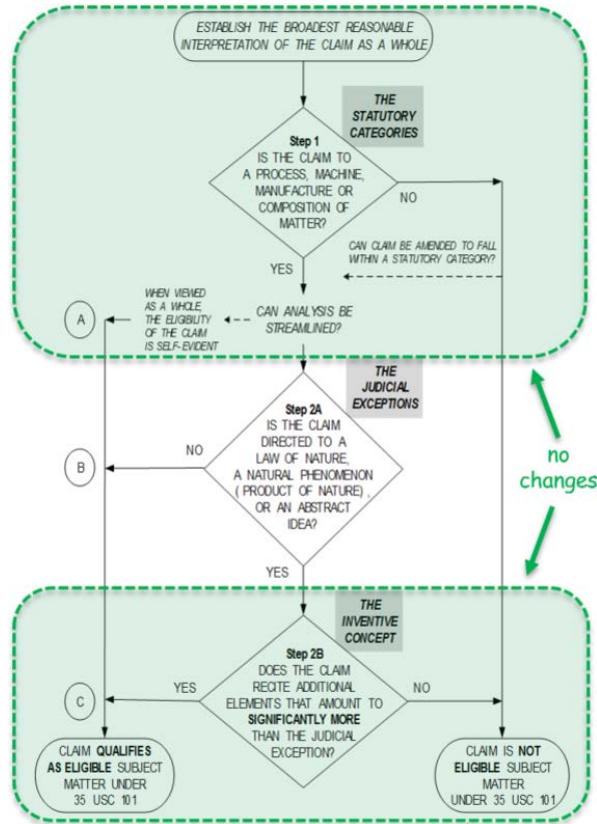 ESTABLISH THE BROADEST REASONABLE
INTERPRETATION OF THE CLAIM AS A WHOLE
THE
STATUTORY
CATEGORIES
Step 1
IS THE CLAIM TO
A PROCESS, MACHINE,
MANUFACTURE OR
COMPOSITION OF
MATTER?
NO
CAN CLAIM BE AMENDED TO FALL
WITHIN A STATUTORY CATEGORY?
YES
A
WHEN VIEWED
AS A WHOLE,
THE ELIGIBILITY
OF THE CLAIM
IS SELF-EVIDENT
CAN ANALYSIS BE
STREAMLINED?
THE
JUDICIAL
EXCEPTIONS
Step 2A
IS THE CLAIM
DIRECTED TO A
LAW OF NATURE,
A NATURAL PHENOMENON
( PRODUCT OF NATURE) ,
OR AN ABSTRACT
IDEA?
NO
B
no
changes
YES
THE
INVENTIVE
CONCEPT
Step 2B
DOES THE CLAIM
RECITE ADDITIONAL
ELEMENTS THAT AMOUNT TO
SIGNIFICANTLY MORE
THAN THE JUDICIAL
EXCEPTION?
YES
NO
C
CLAIM QUALIFIES
AS ELIGIBLE SUBJECT
MATTER UNDER
35 USC 101
CLAIM IS NOT
ELIGIBLE SUBJECT
MATTER
UNDER 35 USC 101